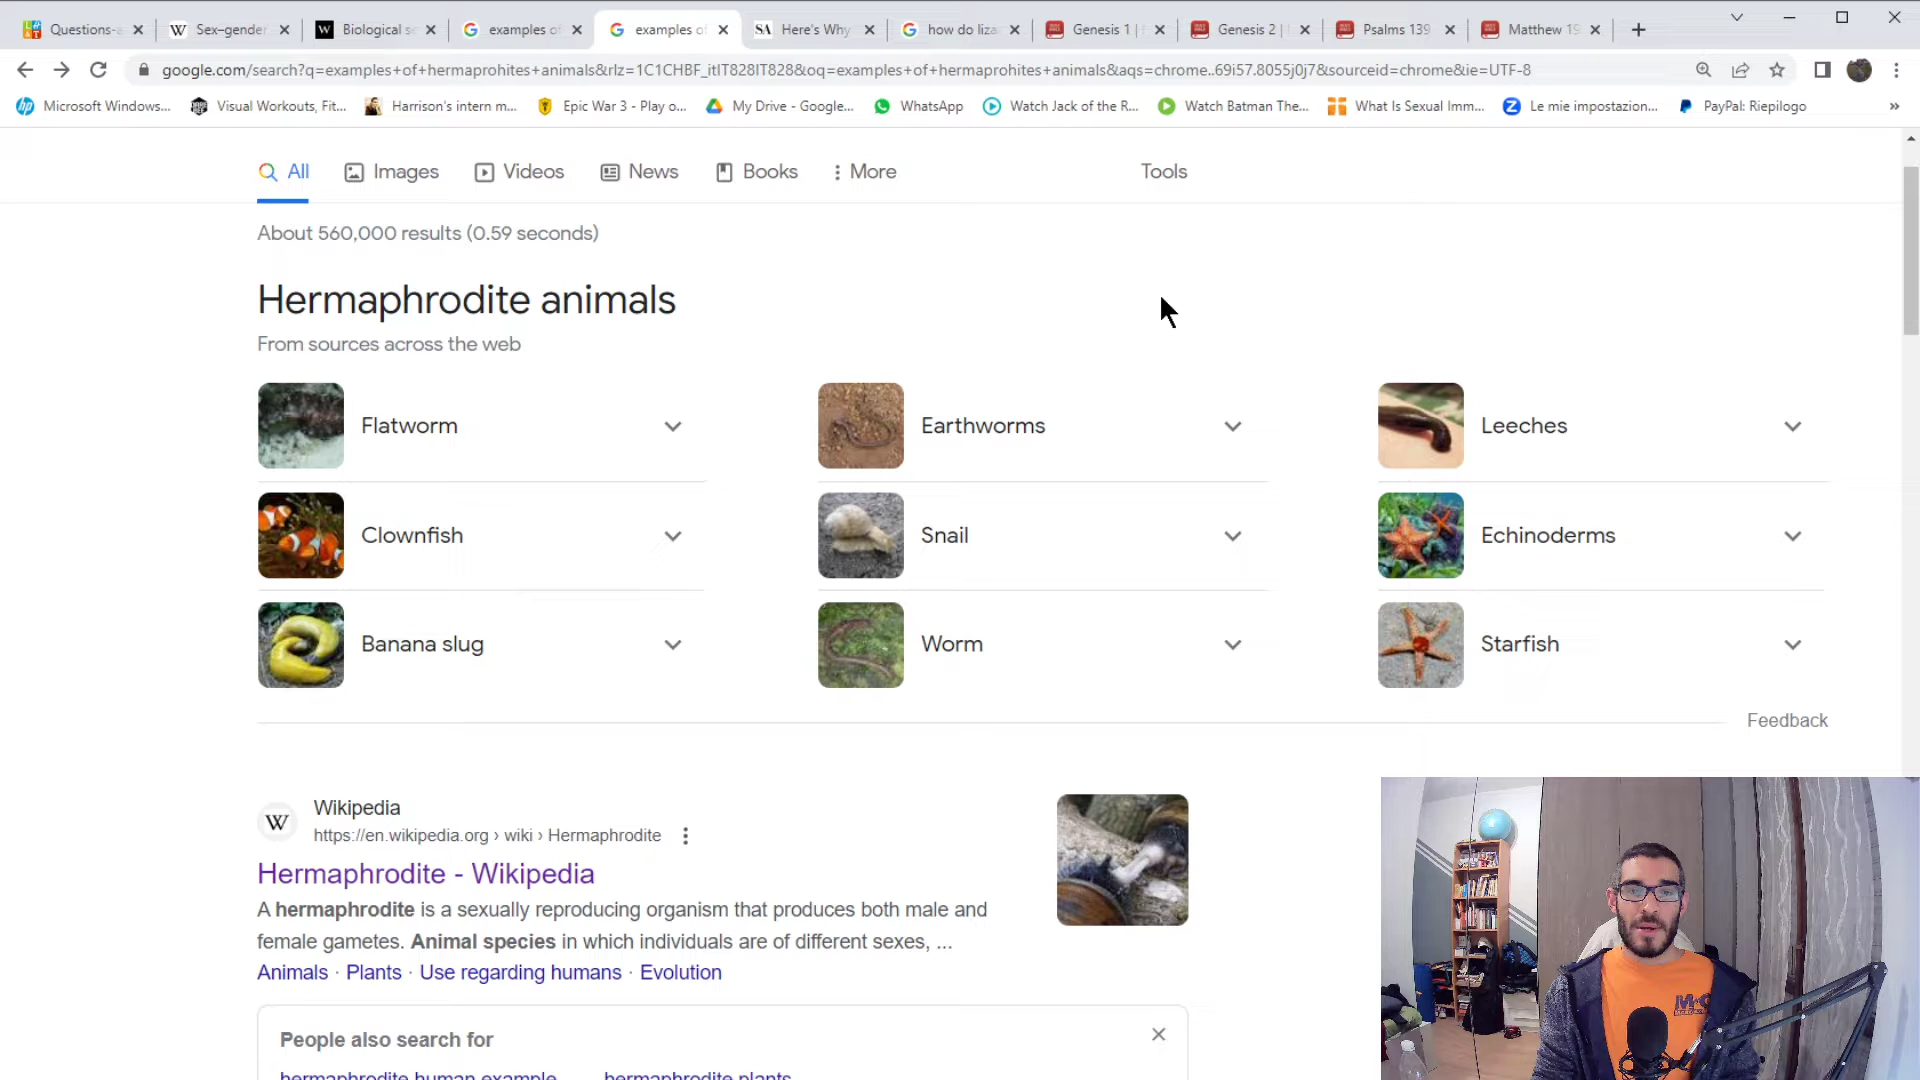 Questions-a
Sex–gender
Biological se
examples of
examples of
SA Here's Why
how do liza
Genesis 1 |
Genesis 2 |
Psalms 139
Matthew 19
google.com/search?q=examples+of+hermaprohites+animals&rlz=1C1CHBF_itIT828IT828&oq=examples+of+hermaprohites+animals&aqs=chrome..69i57.8055j0j7&sourceid=chrome&ie=UTF-8
Microsoft Windows...
Visual Workouts, Fit...
Harrison's intern m...
Epic War 3 - Play o...
My Drive - Google...
WhatsApp
Watch Jack of the R...
Watch Batman The...
What Is Sexual Imm...
Le mie impostazion...
PayPal: Riepilogo
All
Images
Videos
News
Books
More
Tools
About 560,000 results (0.59 seconds)
Hermaphrodite animals
From sources across the web
Flatworm
Earthworms
Leeches
Clownfish
Snail
Echinoderms
Banana slug
Worm
Starfish
Feedback
W Wikipedia
https://en.wikipedia.org › wiki › Hermaphrodite
Hermaphrodite - Wikipedia
A hermaphrodite is a sexually reproducing organism that produces both male and
female gametes. Animal species in which individuals are of different sexes, ...
Animals · Plants · Use regarding humans · Evolution
People also search for
hermaphrodite human example
hermaphrodite plants